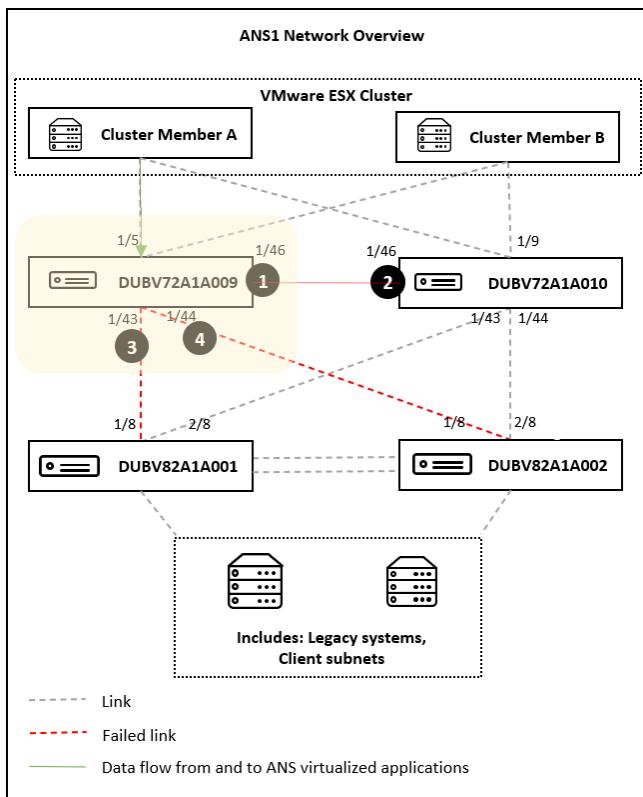 ANS1 Network Overview
VMware ESX Cluster
Cluster Member A
Cluster Member B
1/5
1/9
1/46
1/46
DUBV72A1A009
1
2
DUBV72A1A010
1/43
1/44
1/43
1/44
3
4
1/8
2/8
1/8
2/8
DUBV82A1A001
DUBV82A1A002
Includes: Legacy systems,
Client subnets
Link
Failed link
Data flow from and to ANS virtualized applications